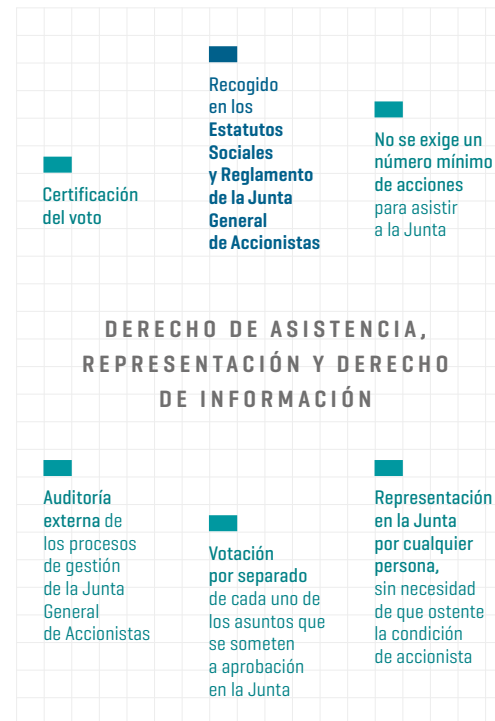 Certificación
del voto
Recogido
en los
Estatutos
Sociales
y Reglamento
de la Junta
General
de Accionistas
No se exige un
número mínimo
de acciones
para asistir
a la Junta
DERECHO DE ASISTENCIA,
REPRESENTACIÓN Y DERECHO
DE INFORMACIÓN
Auditoría
externa de
los procesos
de gestión
de la Junta
General
de Accionistas
Votación
por separado
de cada uno de
los asuntos que
se someten
a aprobación
en la Junta
Representación
en la Junta
por cualquier
persona,
sin necesidad
de que ostente
la condición
de accionista